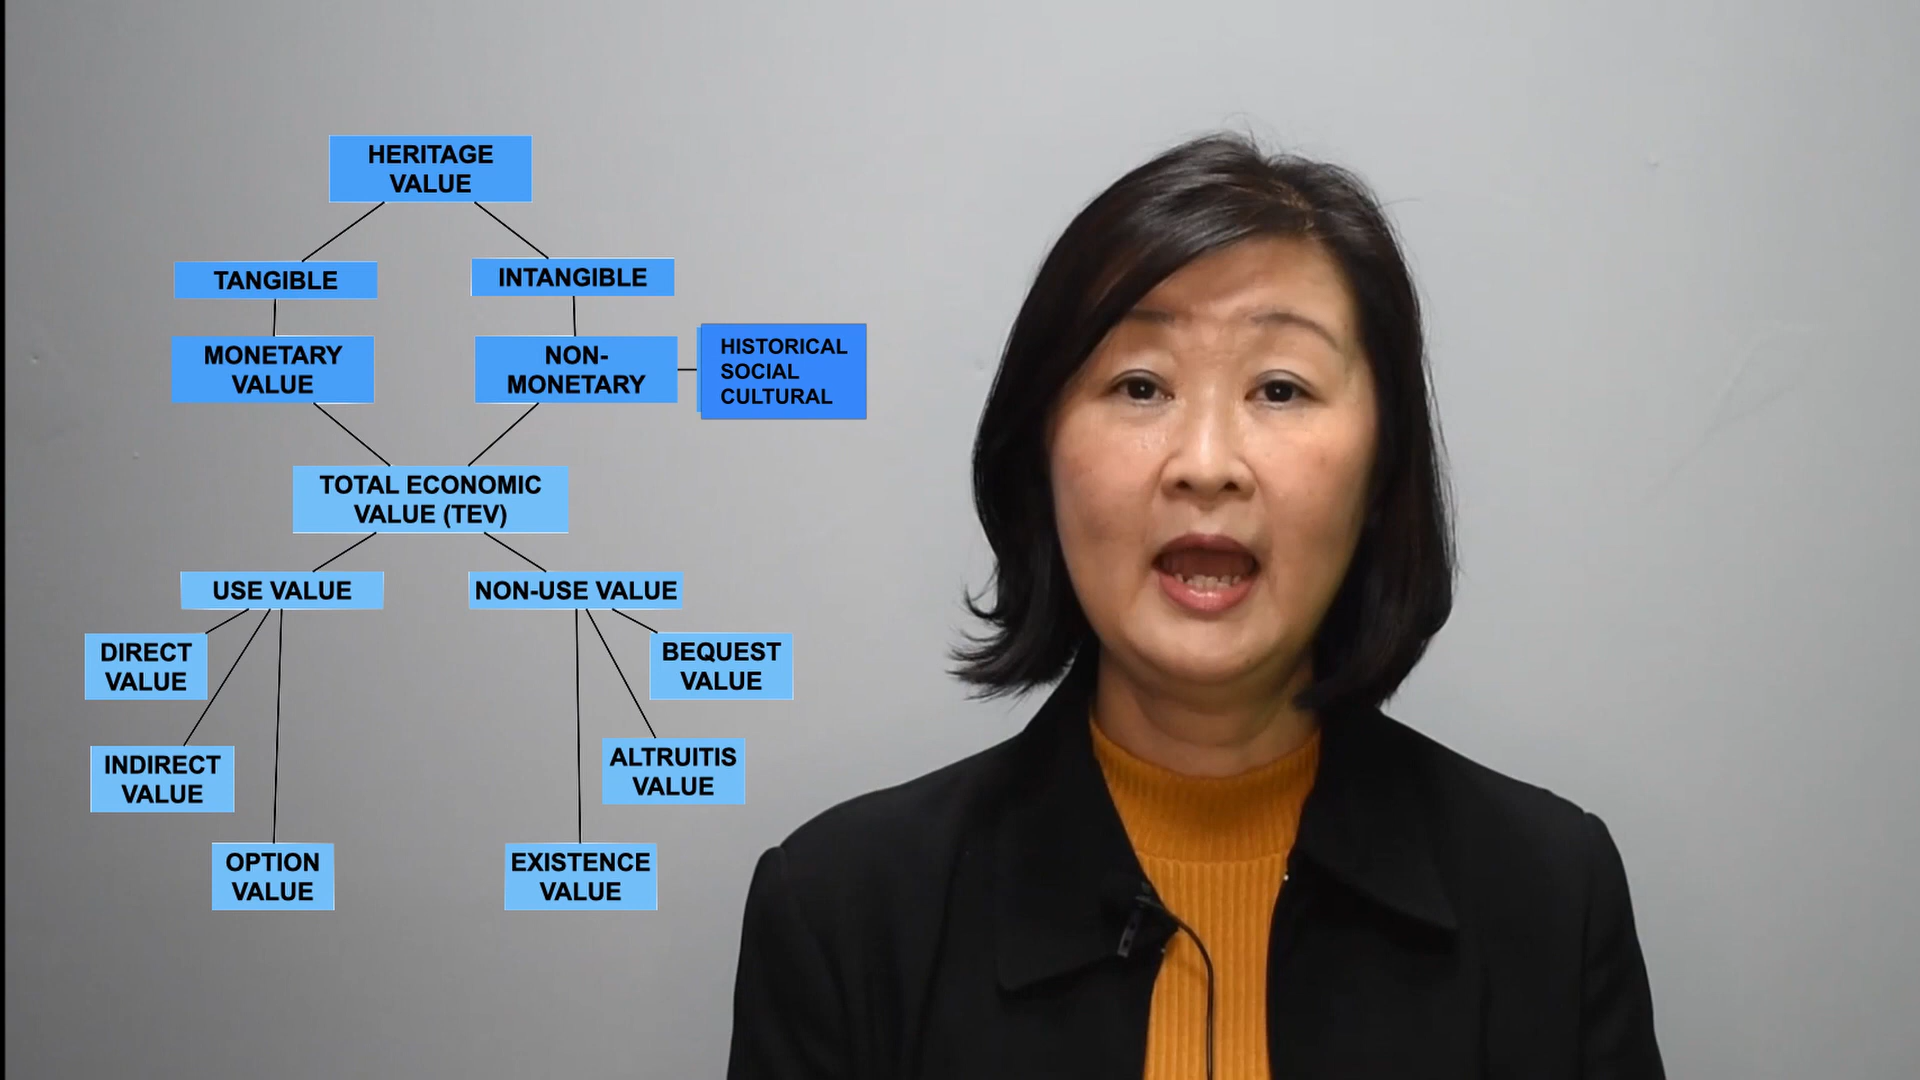 HERITAGE
VALUE
TANGIBLE
INTANGIBLE
MONETARY
VALUE
NON-
MONETARY
HISTORICAL
SOCIAL
CULTURAL
TOTAL ECONOMIC
VALUE (TEV)
USE VALUE
NON-USE VALUE
DIRECT
VALUE
BEQUEST
VALUE
INDIRECT
VALUE
ALTRUITIS
VALUE
OPTION
VALUE
EXISTENCE
VALUE